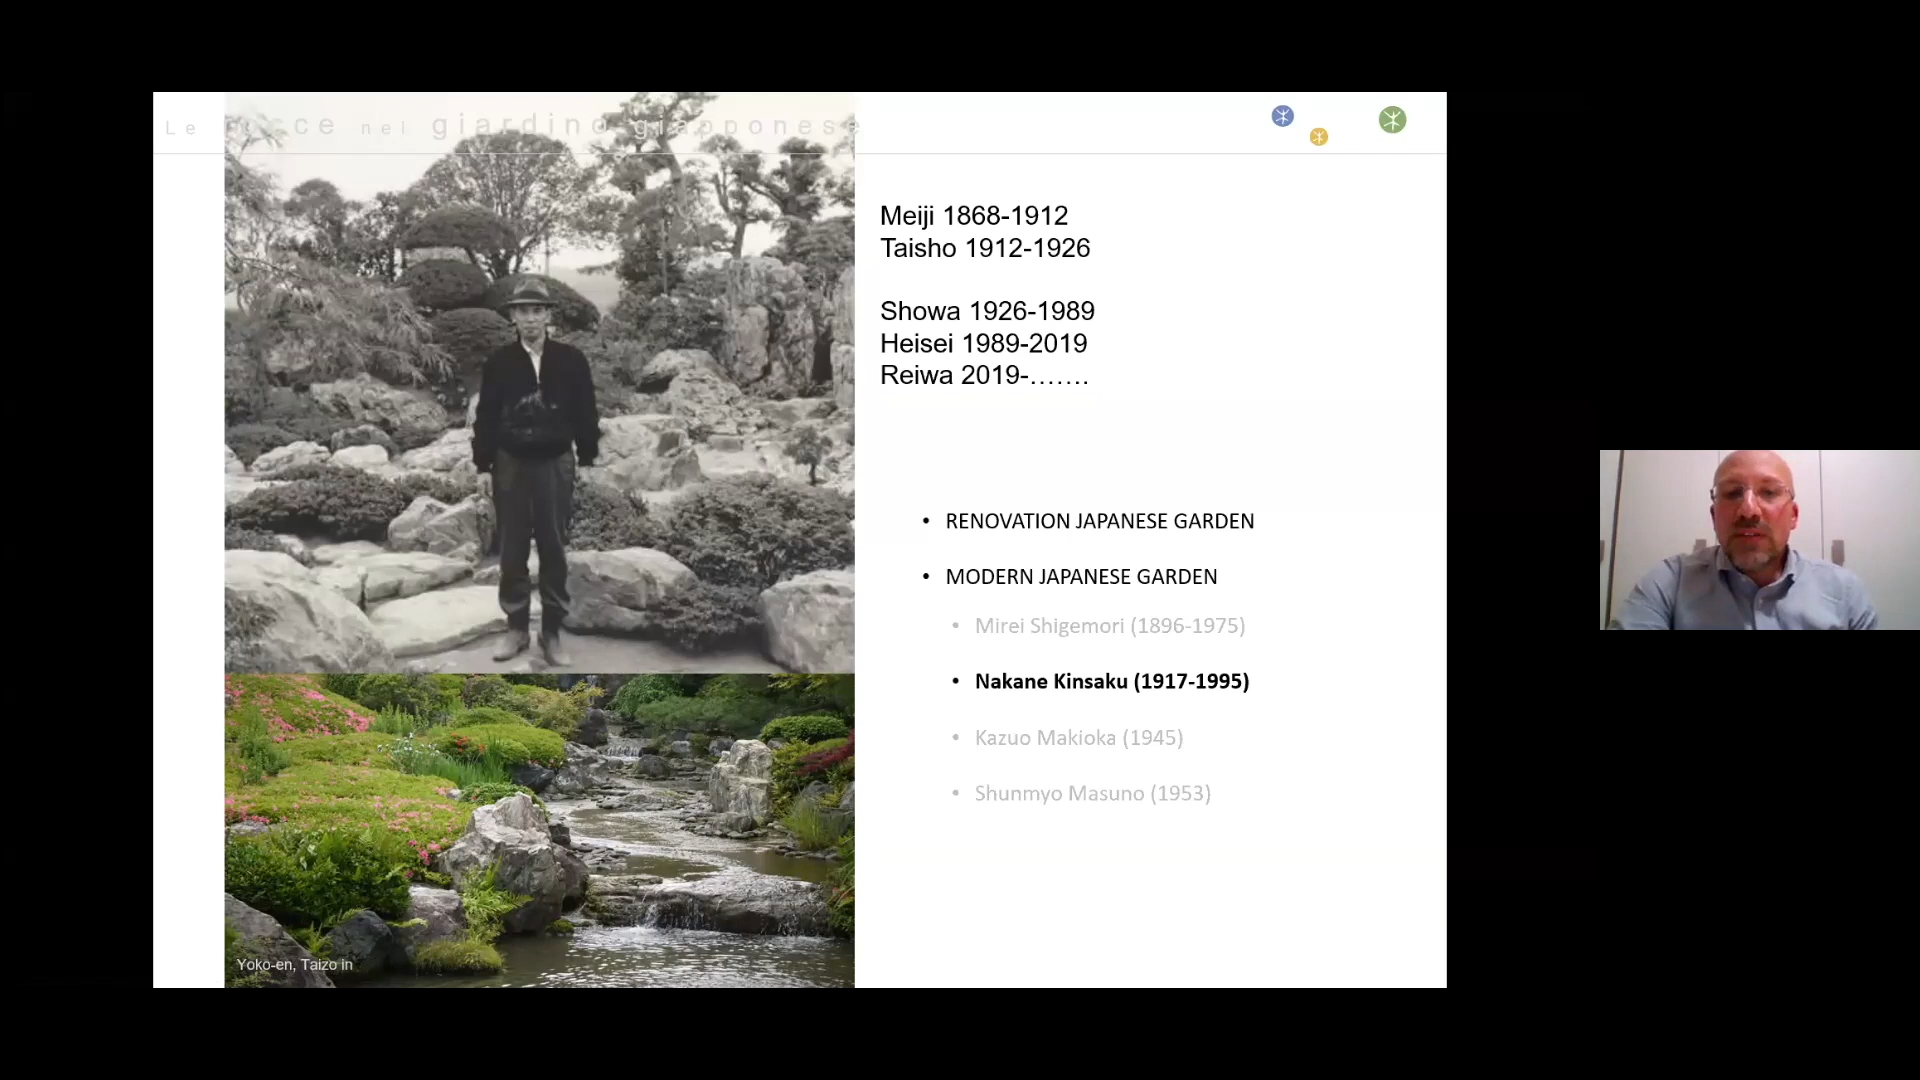 Le rocce nel giardino giapponese
Meiji 1868-1912
Taisho 1912-1926
Showa 1926-1989
Heisei 1989-2019
Reiwa 2019-…….
• RENOVATION JAPANESE GARDEN
• MODERN JAPANESE GARDEN
• Mirei Shigemori (1896-1975)
• Nakane Kinsaku (1917-1995)
• Kazuo Makioka (1945)
• Shunmyo Masuno (1953)
Yoko-en, Taizo in